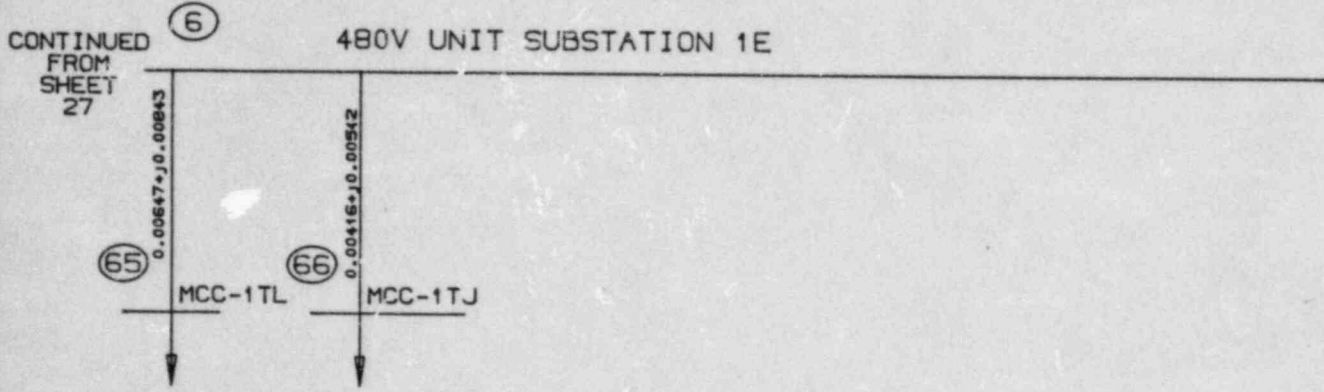 6
CONTINUED
FROM
SHEET
27
480V UNIT SUBSTATION 1E
0.00647+j0.00843
0.00416+j0.00542
65
66
MCC-1TL
MCC-1TJ